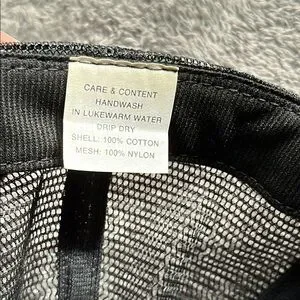 CARE & CONTENT
HANDWASH
IN LUKEWARM WATER
DRIP DRY
SHELL: 100% COTTON
MESH: 100% NYLON